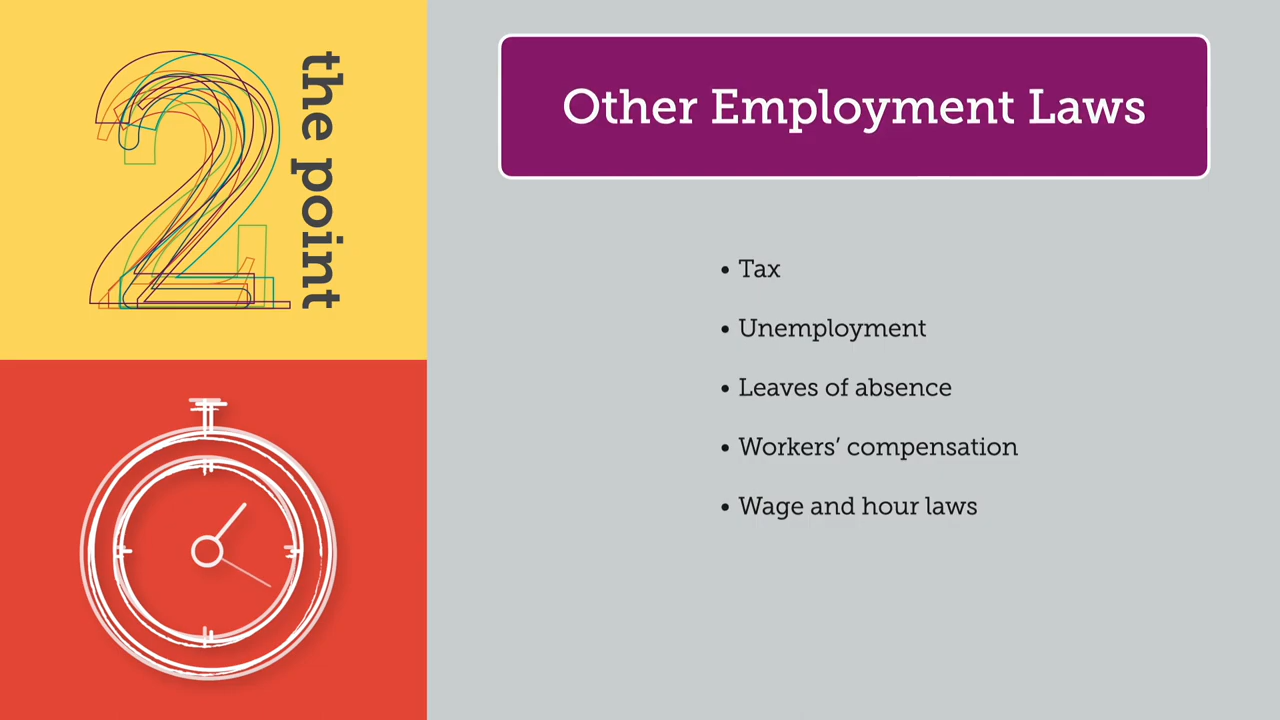 2
the point
Other Employment Laws
• Tax
• Unemployment
• Leaves of absence
• Workers’ compensation
• Wage and hour laws